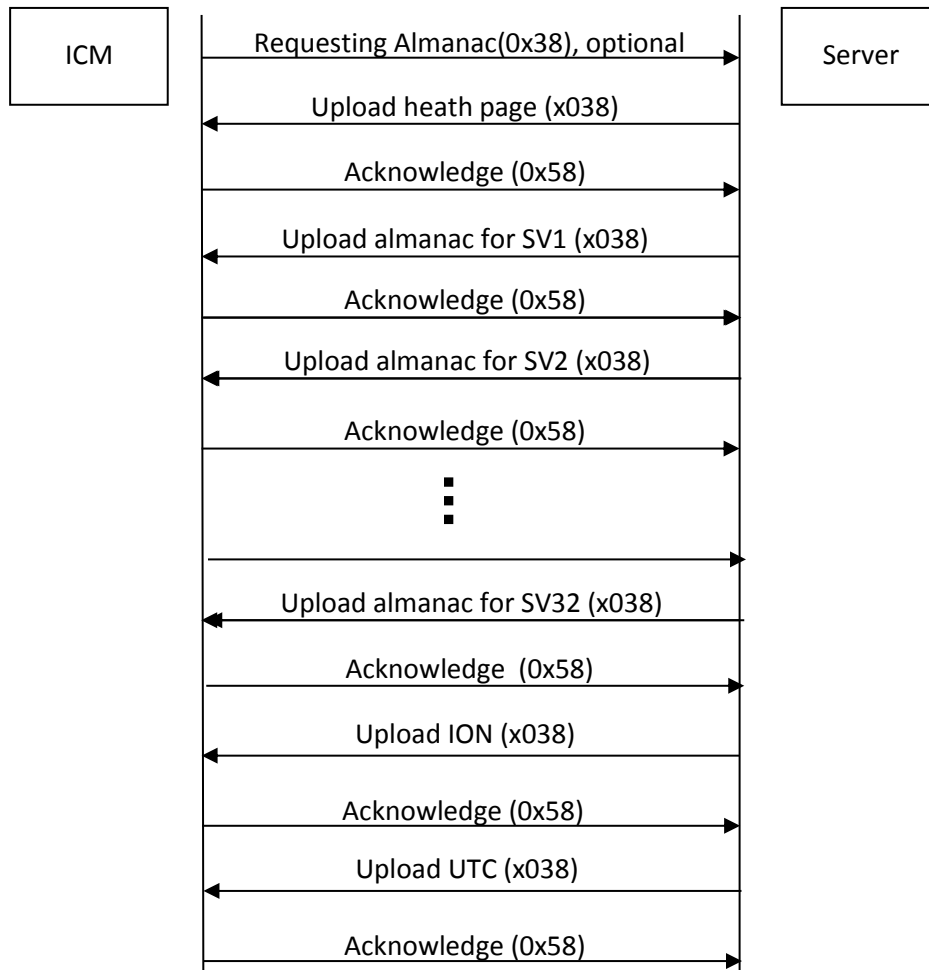 ICM
Server
Requesting Almanac(0x38), optional
Upload heath page (x038)
Acknowledge (0x58)
Upload almanac for SV1 (x038)
Acknowledge (0x58)
Upload almanac for SV2 (x038)
Acknowledge (0x58)
Upload almanac for SV32 (x038)
Acknowledge  (0x58)
Upload ION (x038)
Acknowledge (0x58)
Upload UTC (x038)
Acknowledge (0x58)